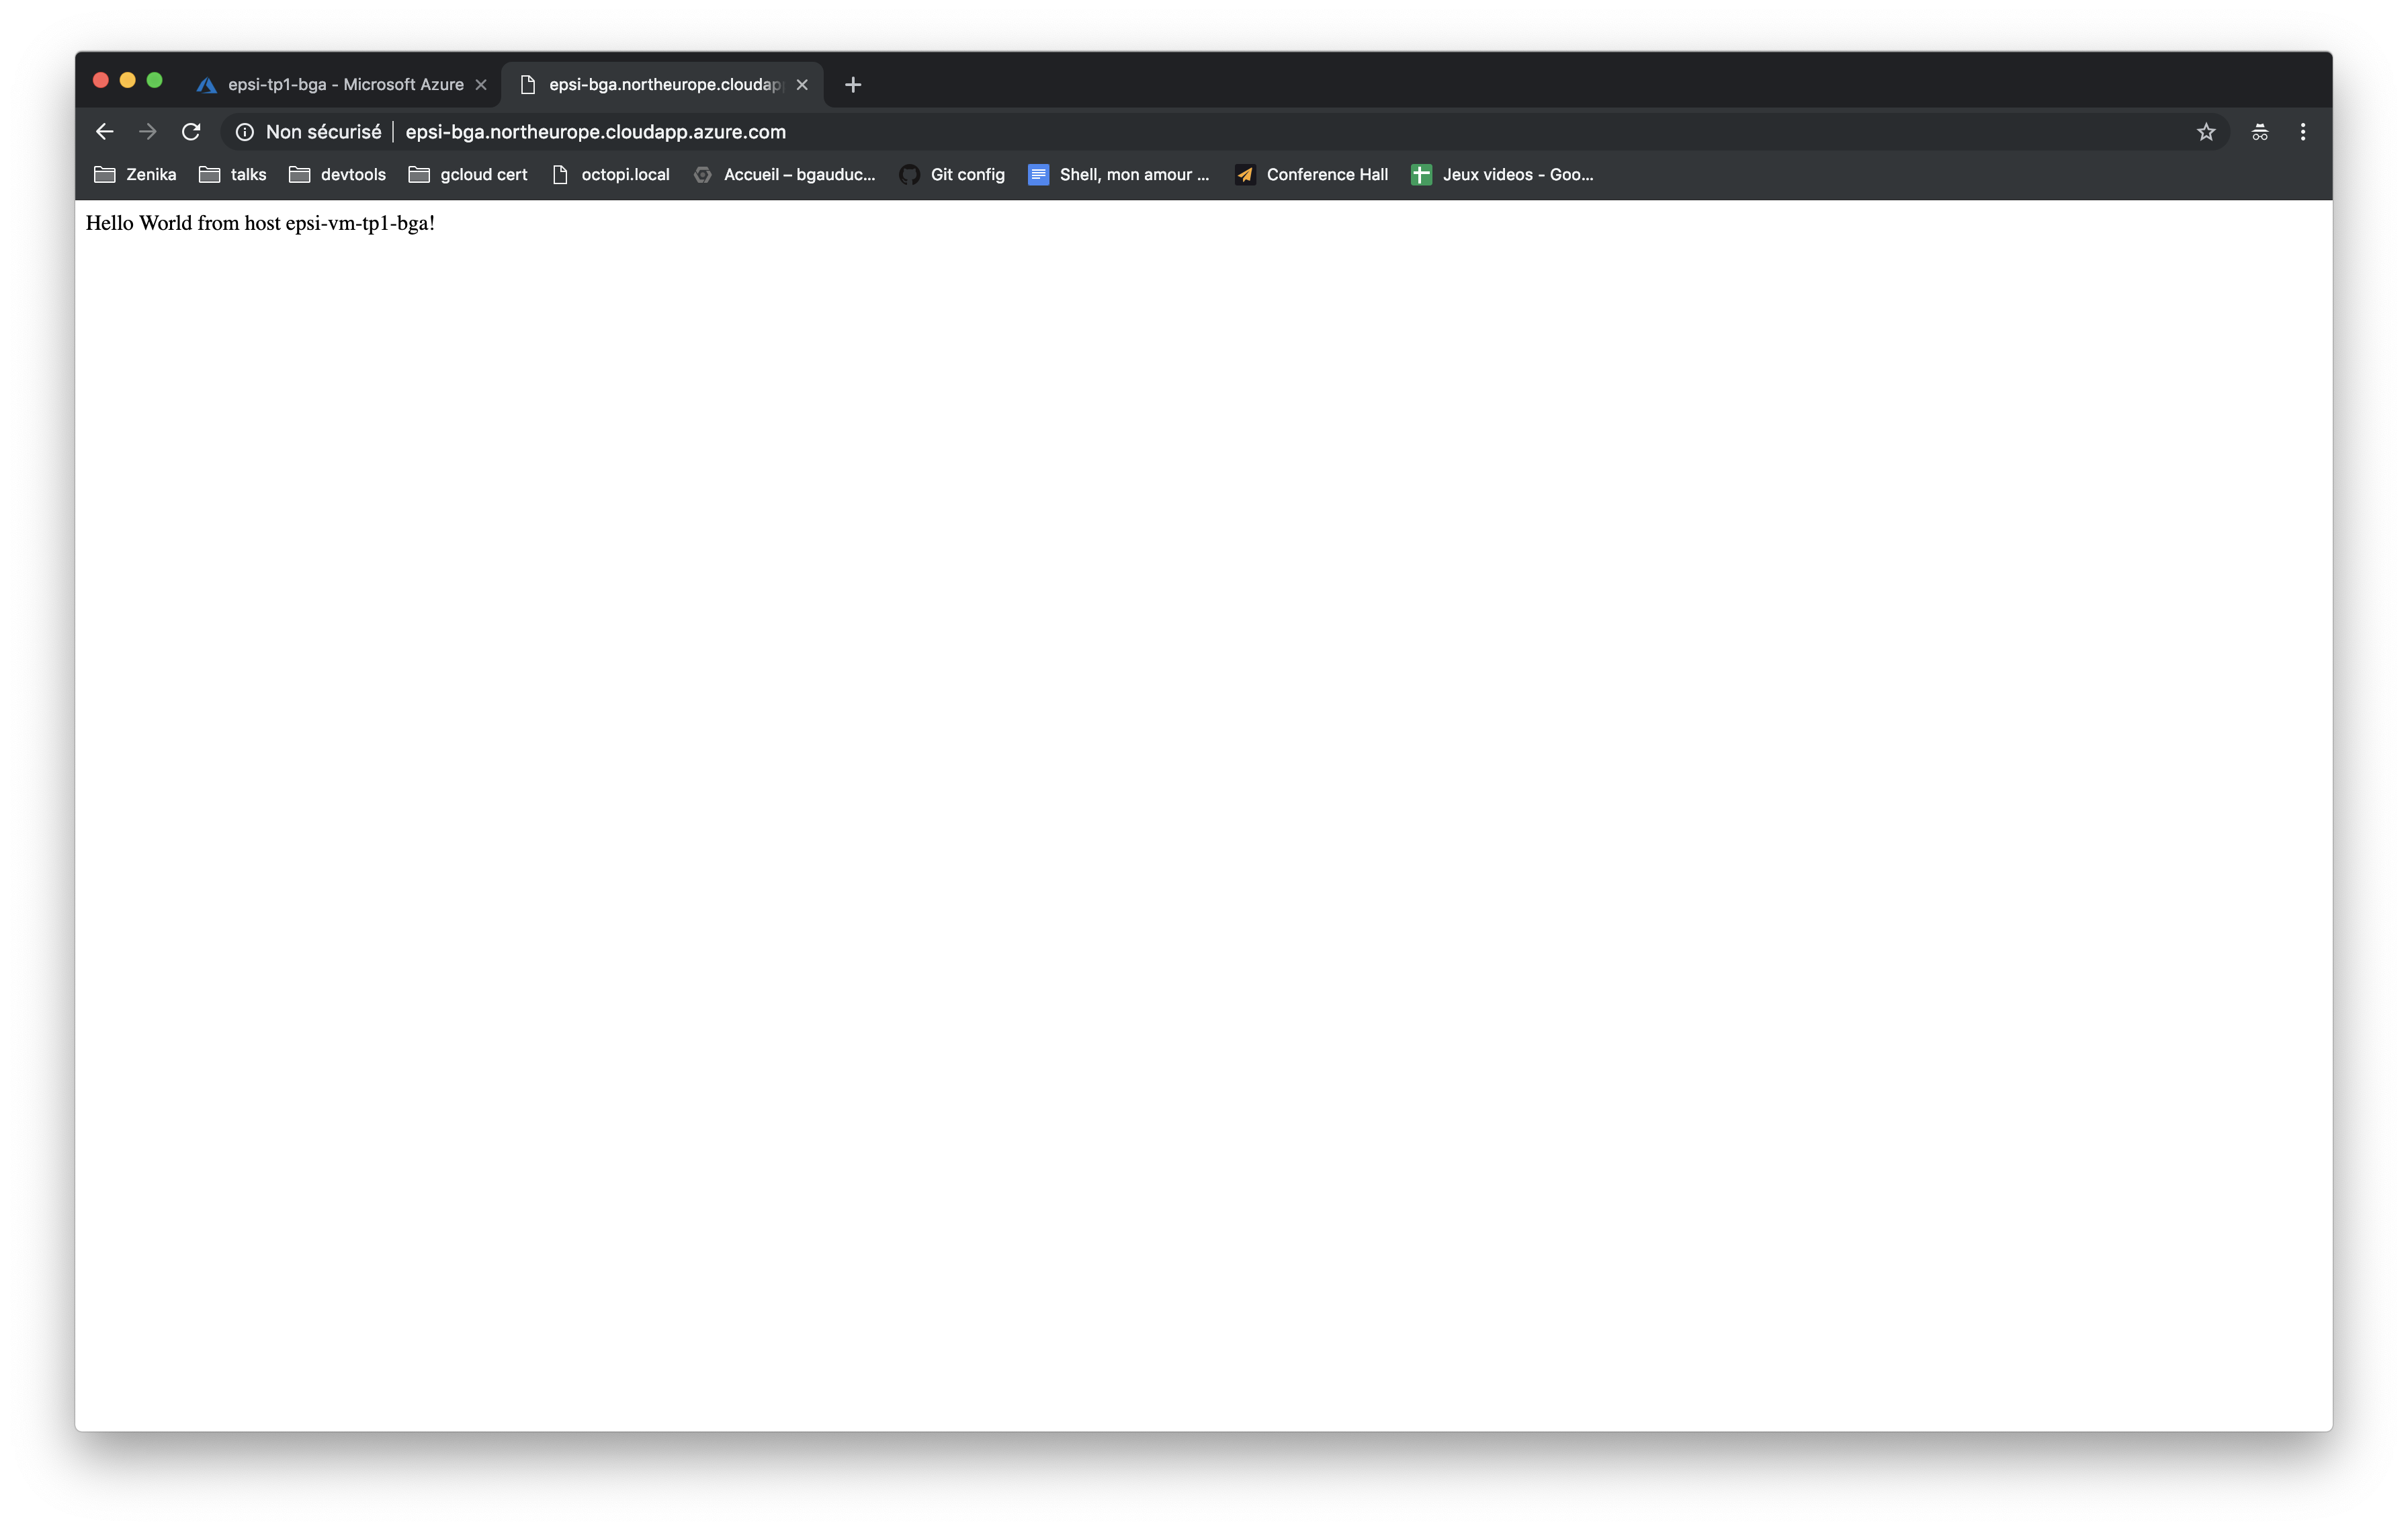 epsi-tp1-bga - Microsoft Azure
epsi-bga.northeurope.cloudap
Non sécurisé epsi-bga.northeurope.cloudapp.azure.com
Zenika talks devtools gcloud cert octopi.local Accueil – bgauduc... Git config Shell, mon amour ... Conference Hall Jeux videos - Goo...
Hello World from host epsi-vm-tp1-bga!